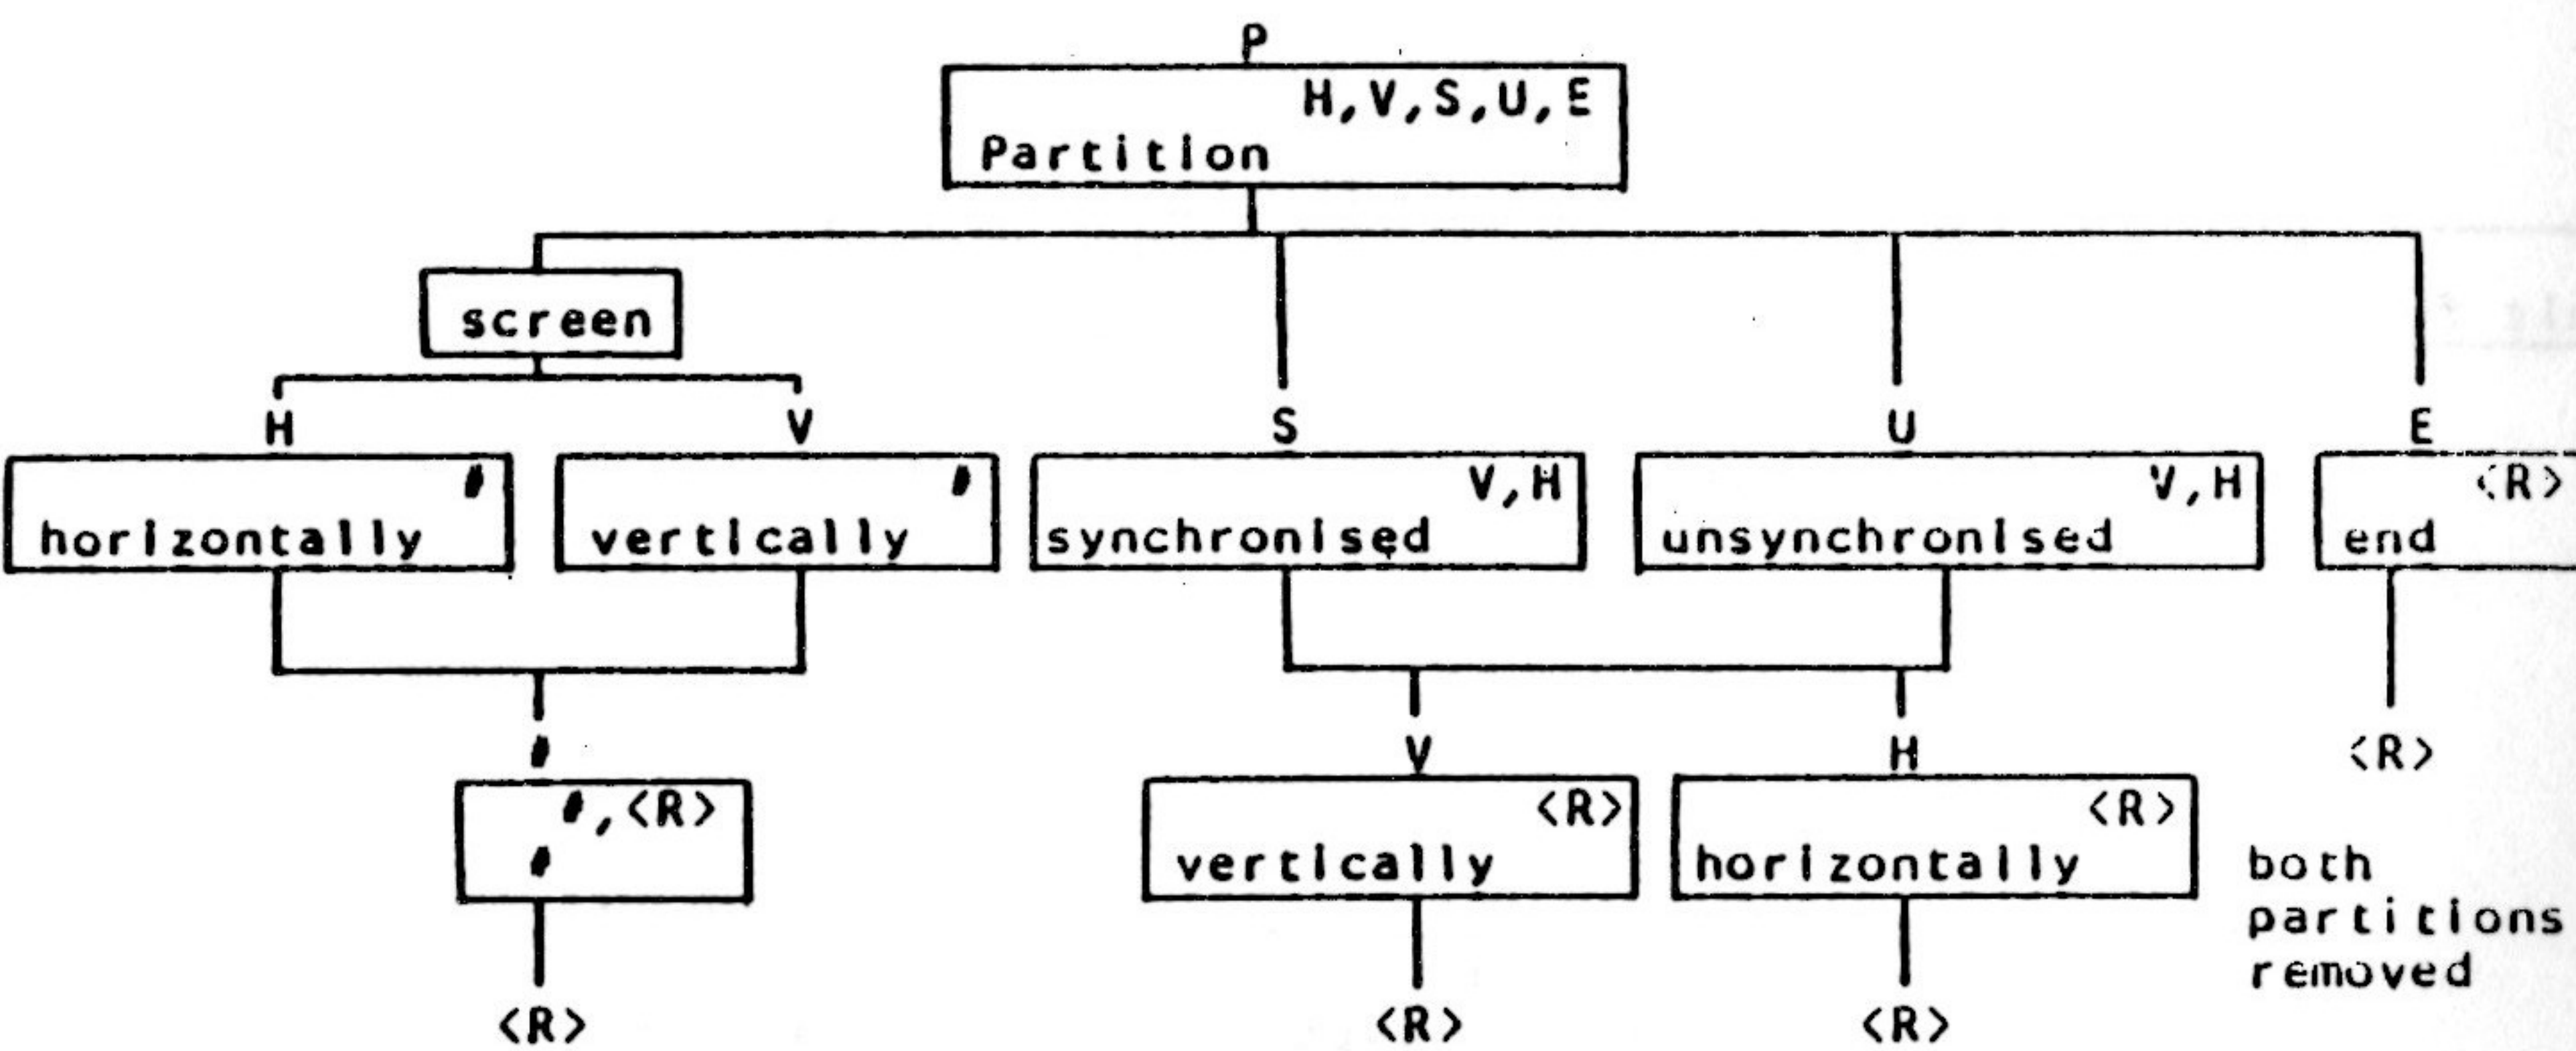 P
H,V,S,U,E
Partition
screen
H V S U E
# # V,H V,H <R>
horizontally vertically synchronised unsynchronised end
# V H <R>
#,<R> <R> <R>
# vertically horizontally both
partitions
removed
<R> <R> <R>